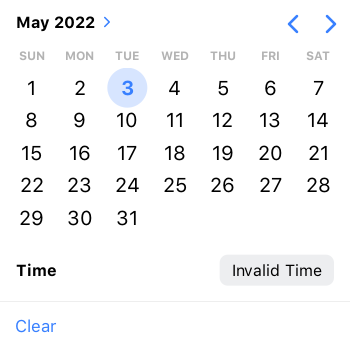 May 2022
SUN MON TUE WED THU FRI SAT
1 2 3 4 5 6 7
8 9 10 11 12 13 14
15 16 17 18 19 20 21
22 23 24 25 26 27 28
29 30 31
Time Invalid Time
Clear